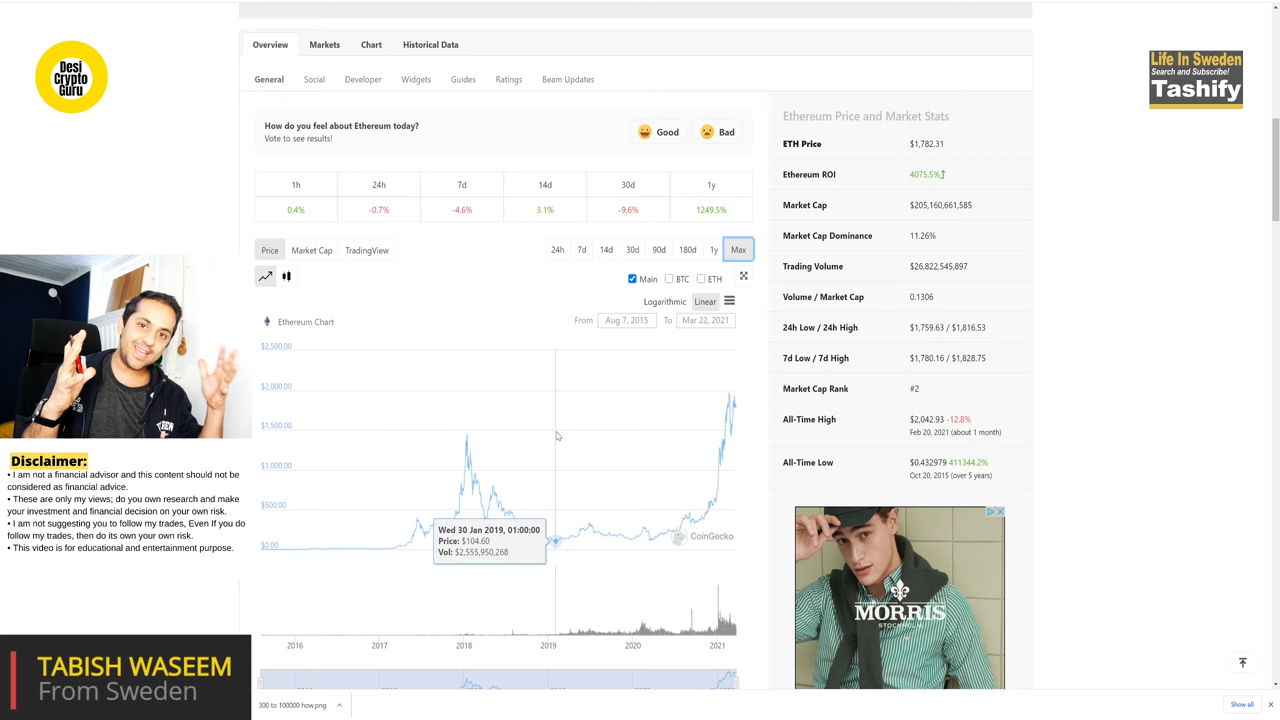 Desi
Crypto
Guru
Life In Sweden
Search and Subscribe!
Tashify
Overview Markets Chart Historical Data
General Social Developer Widgets Guides Ratings Beam Updates
How do you feel about Ethereum today?
Vote to see results!
Good Bad
1h 24h 7d 14d 30d 1y
0.4% -0.7% -4.6% 3.1% -9.6% 1249.5%
Price Market Cap TradingView
24h 7d 14d 30d 90d 180d 1y Max
Main BTC ETH
Logarithmic Linear
Ethereum Chart
From Aug 7, 2015 To Mar 22, 2021
$2,500.00
$2,000.00
$1,500.00
$1,000.00
$500.00
$0.00
Wed 30 Jan 2019, 01:00:00
Price: $104.60
Vol: $2,555,950,268
CoinGecko
2016 2017 2018 2019 2020 2021
Ethereum Price and Market Stats
ETH Price $1,782.31
Ethereum ROI 4075.5%
Market Cap $205,160,661,585
Market Cap Dominance 11.26%
Trading Volume $26,822,545,897
Volume / Market Cap 0.1306
24h Low / 24h High $1,759.63 / $1,816.53
7d Low / 7d High $1,780.16 / $1,828.75
Market Cap Rank #2
All-Time High $2,042.93 -12.8%
Feb 20, 2021 (about 1 month)
All-Time Low $0.432979 411344.2%
Oct 20, 2015 (over 5 years)
MORRIS
STOCKHOLM
Disclaimer:
• I am not a financial advisor and this content should not be
considered as financial advice.
• These are only my views; do you own research and make
your investment and financial decision on your own risk.
• I am not suggesting you to follow my trades, Even If you do
follow my trades, then do its own your own risk.
• This video is for educational and entertainment purpose.
TABISH WASEEM
From Sweden
300 to 100000 how.png
Show all